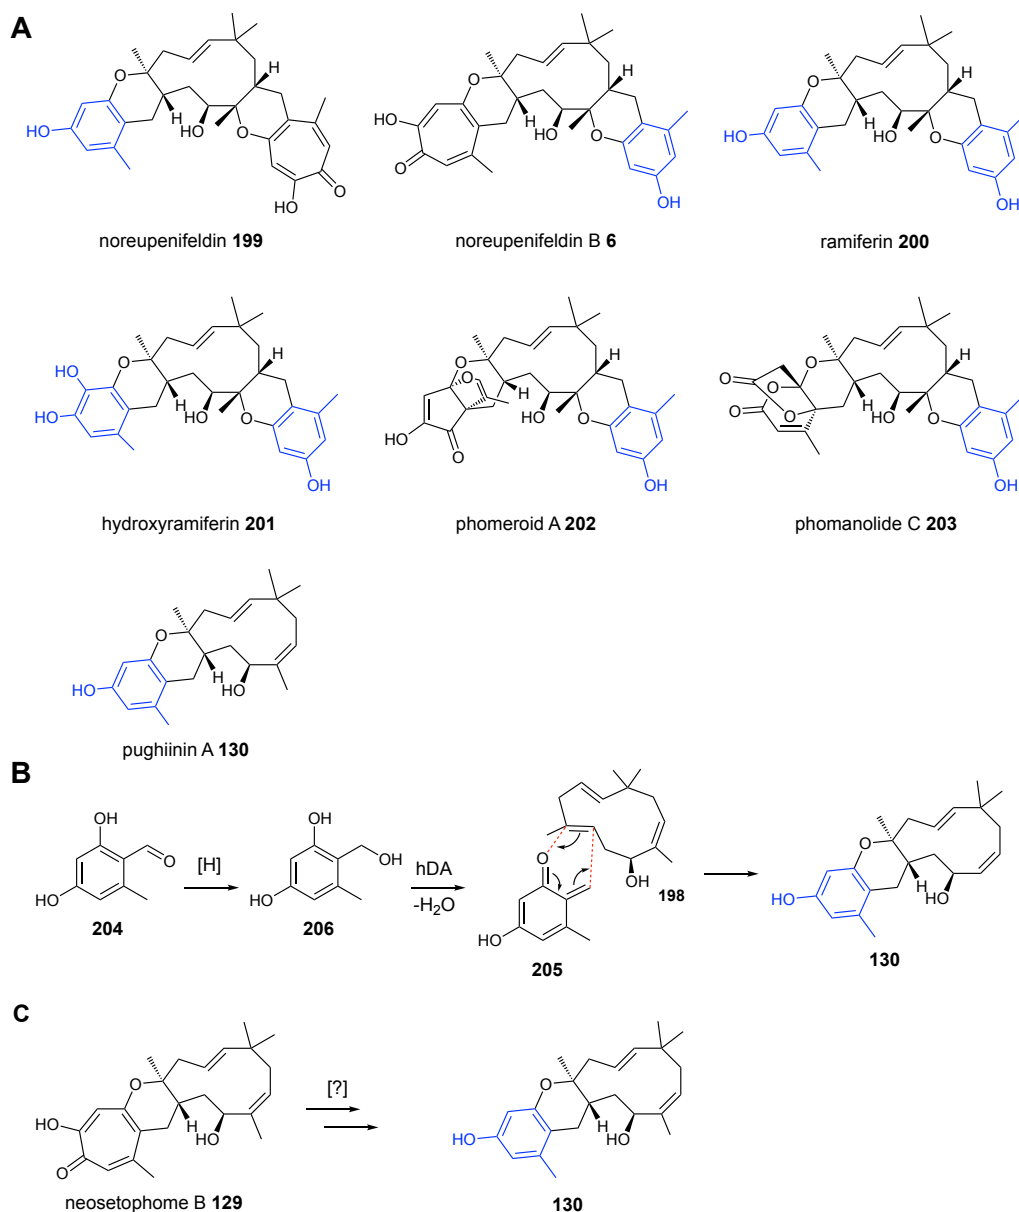 A
O
HO
H
HO
O
O
HO
noreupenifeldin 199
HO
O
O
H
HO
H
O
OH
noreupenifeldin B 6
O
HO
H
HO
H
O
OH
ramiferin 200
HO
HO
O
H
HO
H
O
OH
hydroxyramiferin 201
O
O
HO
O
H
HO
H
O
OH
phomeroid A 202
O
O
O
O
H
HO
H
O
OH
phomanolide C 203
O
HO
H
HO
pughiinin A 130
B
OH
O
HO
204
[H]
OH
OH
HO
206
hDA
-H2O
O
HO
205
OH
198
O
HO
H
HO
130
C
HO
O
O
H
HO
neosetophome B 129
[?]
O
HO
H
HO
130